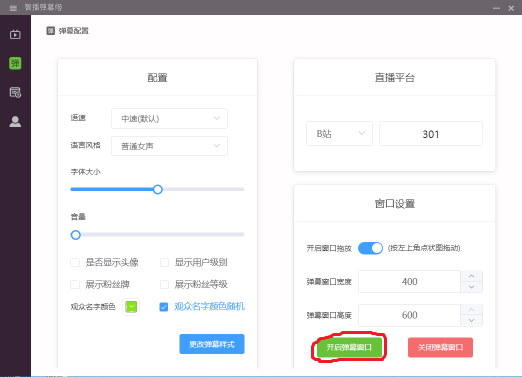 智播弹幕姬
弹 弹幕配置
弹
配置
语速 中速(默认)
语言风格 普通女声
字体大小
音量
是否显示头像 显示用户级别
展示粉丝牌 展示粉丝等级
观众名字颜色 观众名字颜色随机
更改弹幕样式
直播平台
B站 301
窗口设置
开启窗口拖放 (按左上角点状图拖动)
弹幕窗口宽度 400
弹幕窗口高度 600
开启弹幕窗口 关闭弹幕窗口